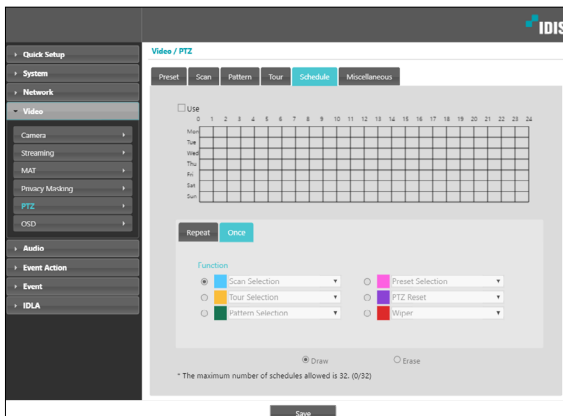 IDIS
Quick Setup
System
Network
Video
Camera
Streaming
MAT
Privacy Masking
PTZ
OSD
Audio
Event Action
Event
IDLA
Video / PTZ
Preset Scan Pattern Tour Schedule Miscellaneous
Use
0 1 2 3 4 5 6 7 8 9 10 11 12 13 14 15 16 17 18 19 20 21 22 23 24
Mon
Tue
Wed
Thu
Fri
Sat
Sun
Repeat Once
Function
Scan Selection Preset Selection
Tour Selection PTZ Reset
Pattern Selection Wiper
Draw Erase
* The maximum number of schedules allowed is 32. (0/32)
Save